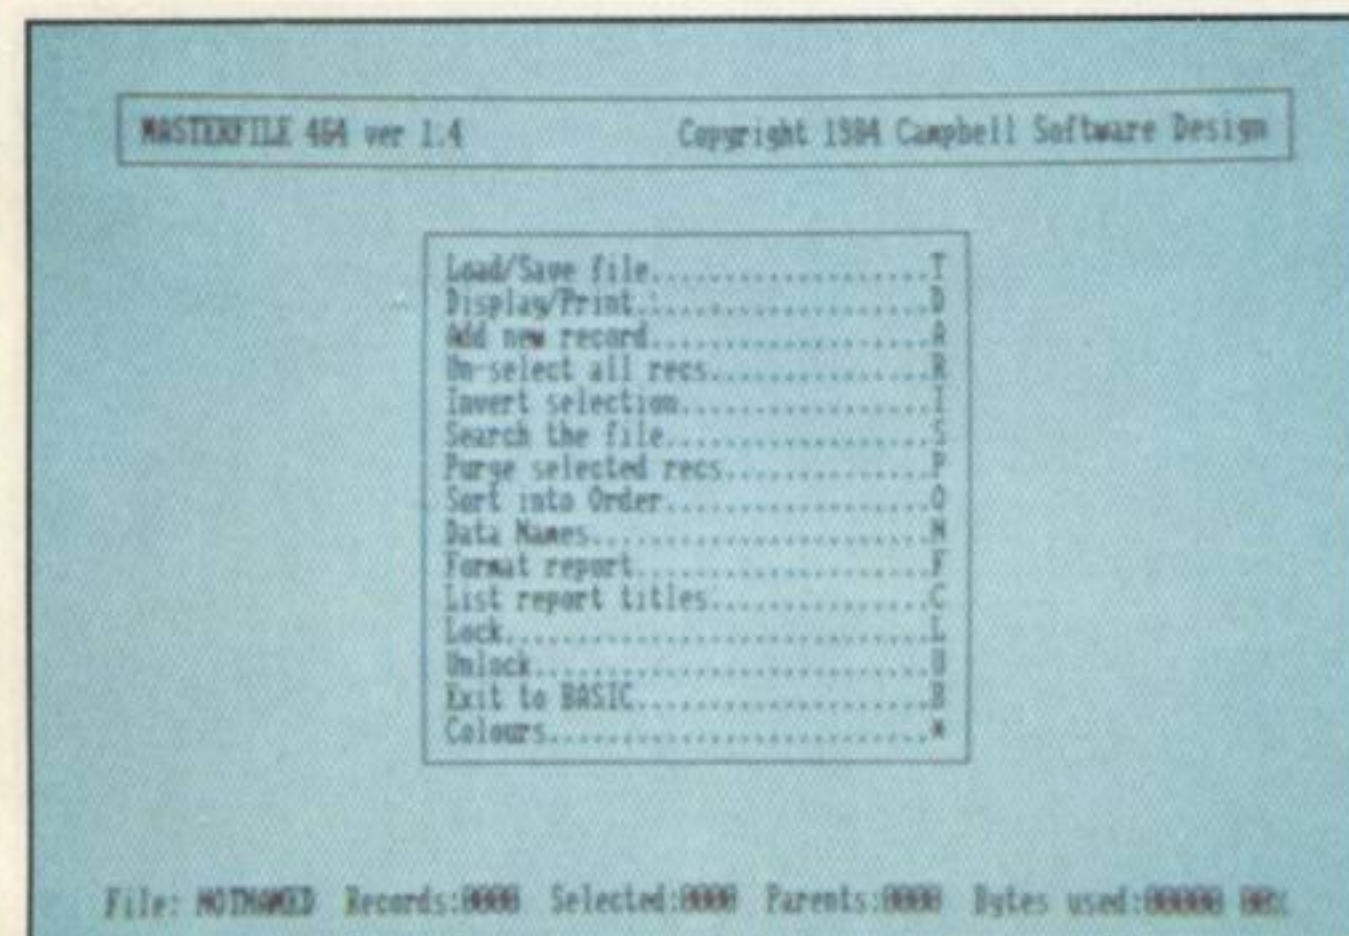 MASTERFILE 464 ver 1.4 Copyright 1984 Campbell Software Design
Load/Save file....................T
Display/Print.....................D
Add new record....................A
Un-select all recs................R
Invert selection..................I
Search the file...................S
Purge selected recs...............P
Sort into Order...................O
Data Names........................N
Format report.....................F
List report titles................C
Lock..............................L
Unlock............................U
Exit to BASIC.....................B
Colours...........................*
File: NOTNAMED Records:0000 Selected:0000 Parents:0000 Bytes used:00000 00%